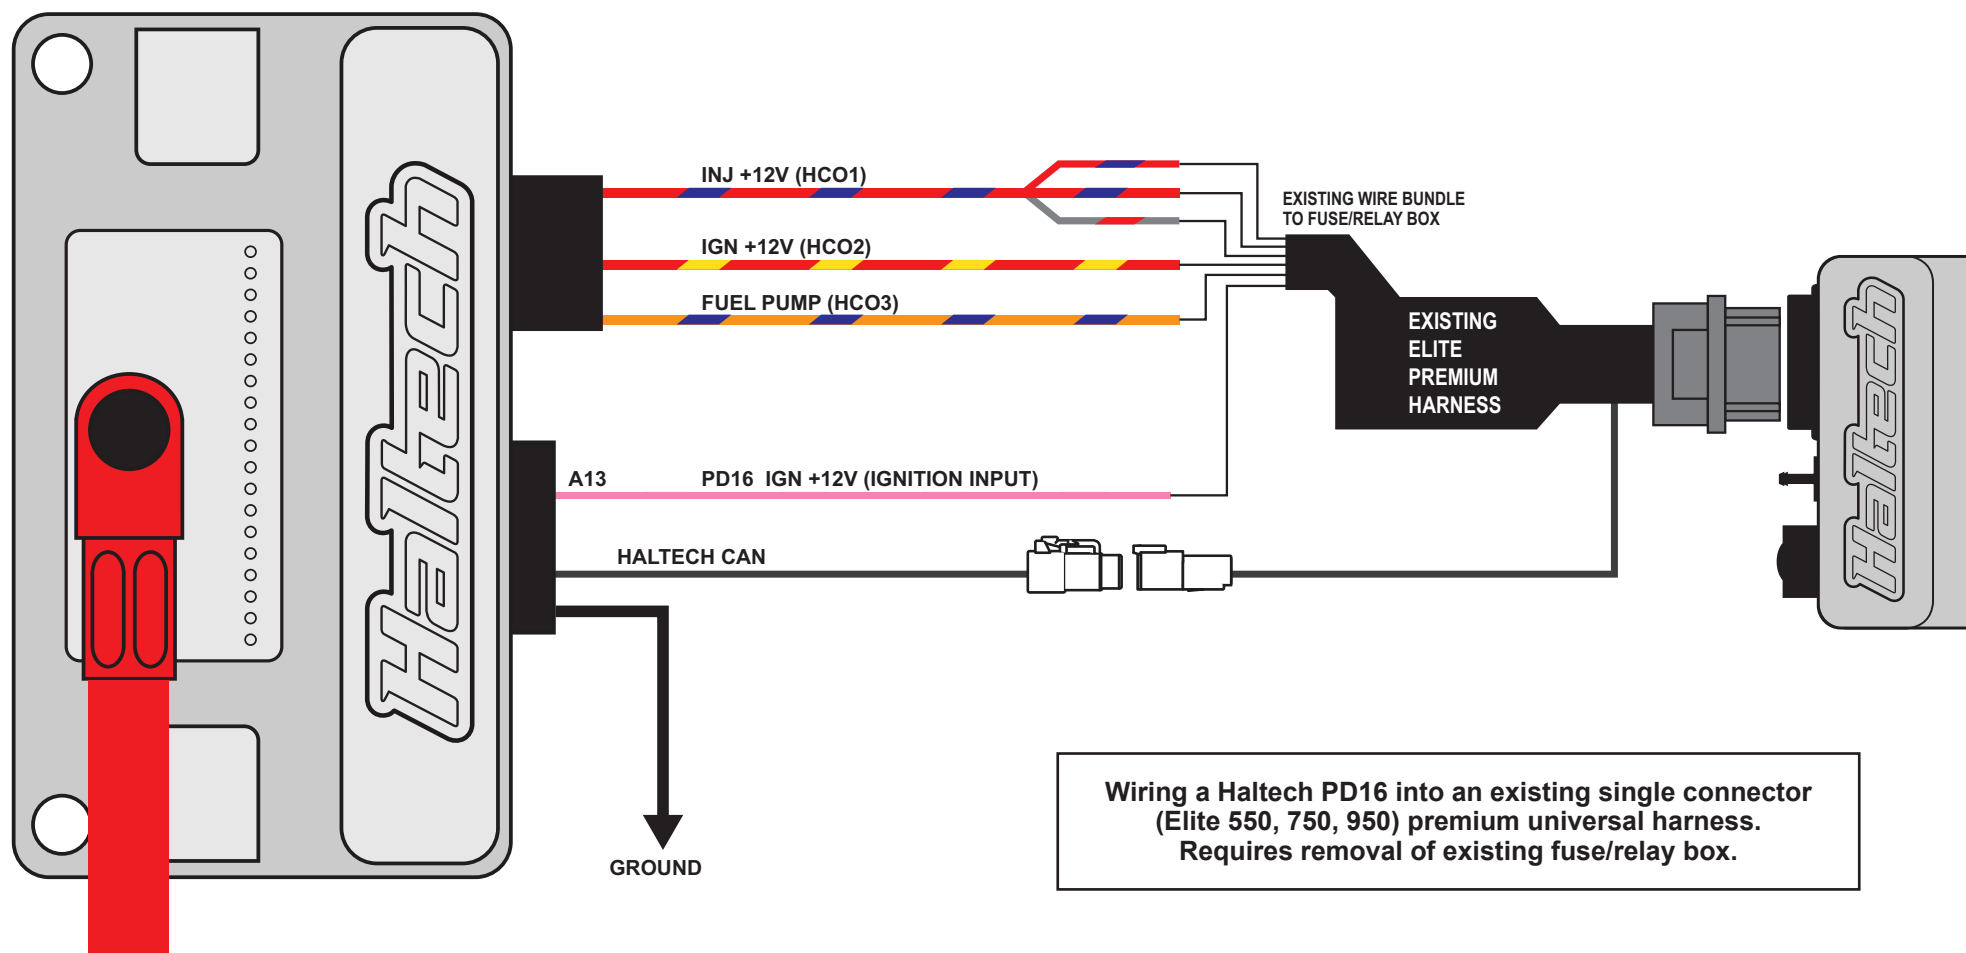 Haltech
INJ +12V (HCO1)
IGN +12V (HCO2)
FUEL PUMP (HCO3)
EXISTING WIRE BUNDLE
TO FUSE/RELAY BOX
EXISTING
ELITE
PREMIUM
HARNESS
Haltech
A13
PD16 IGN +12V (IGNITION INPUT)
HALTECH CAN
GROUND
Wiring a Haltech PD16 into an existing single connector
(Elite 550, 750, 950) premium universal harness.
Requires removal of existing fuse/relay box.